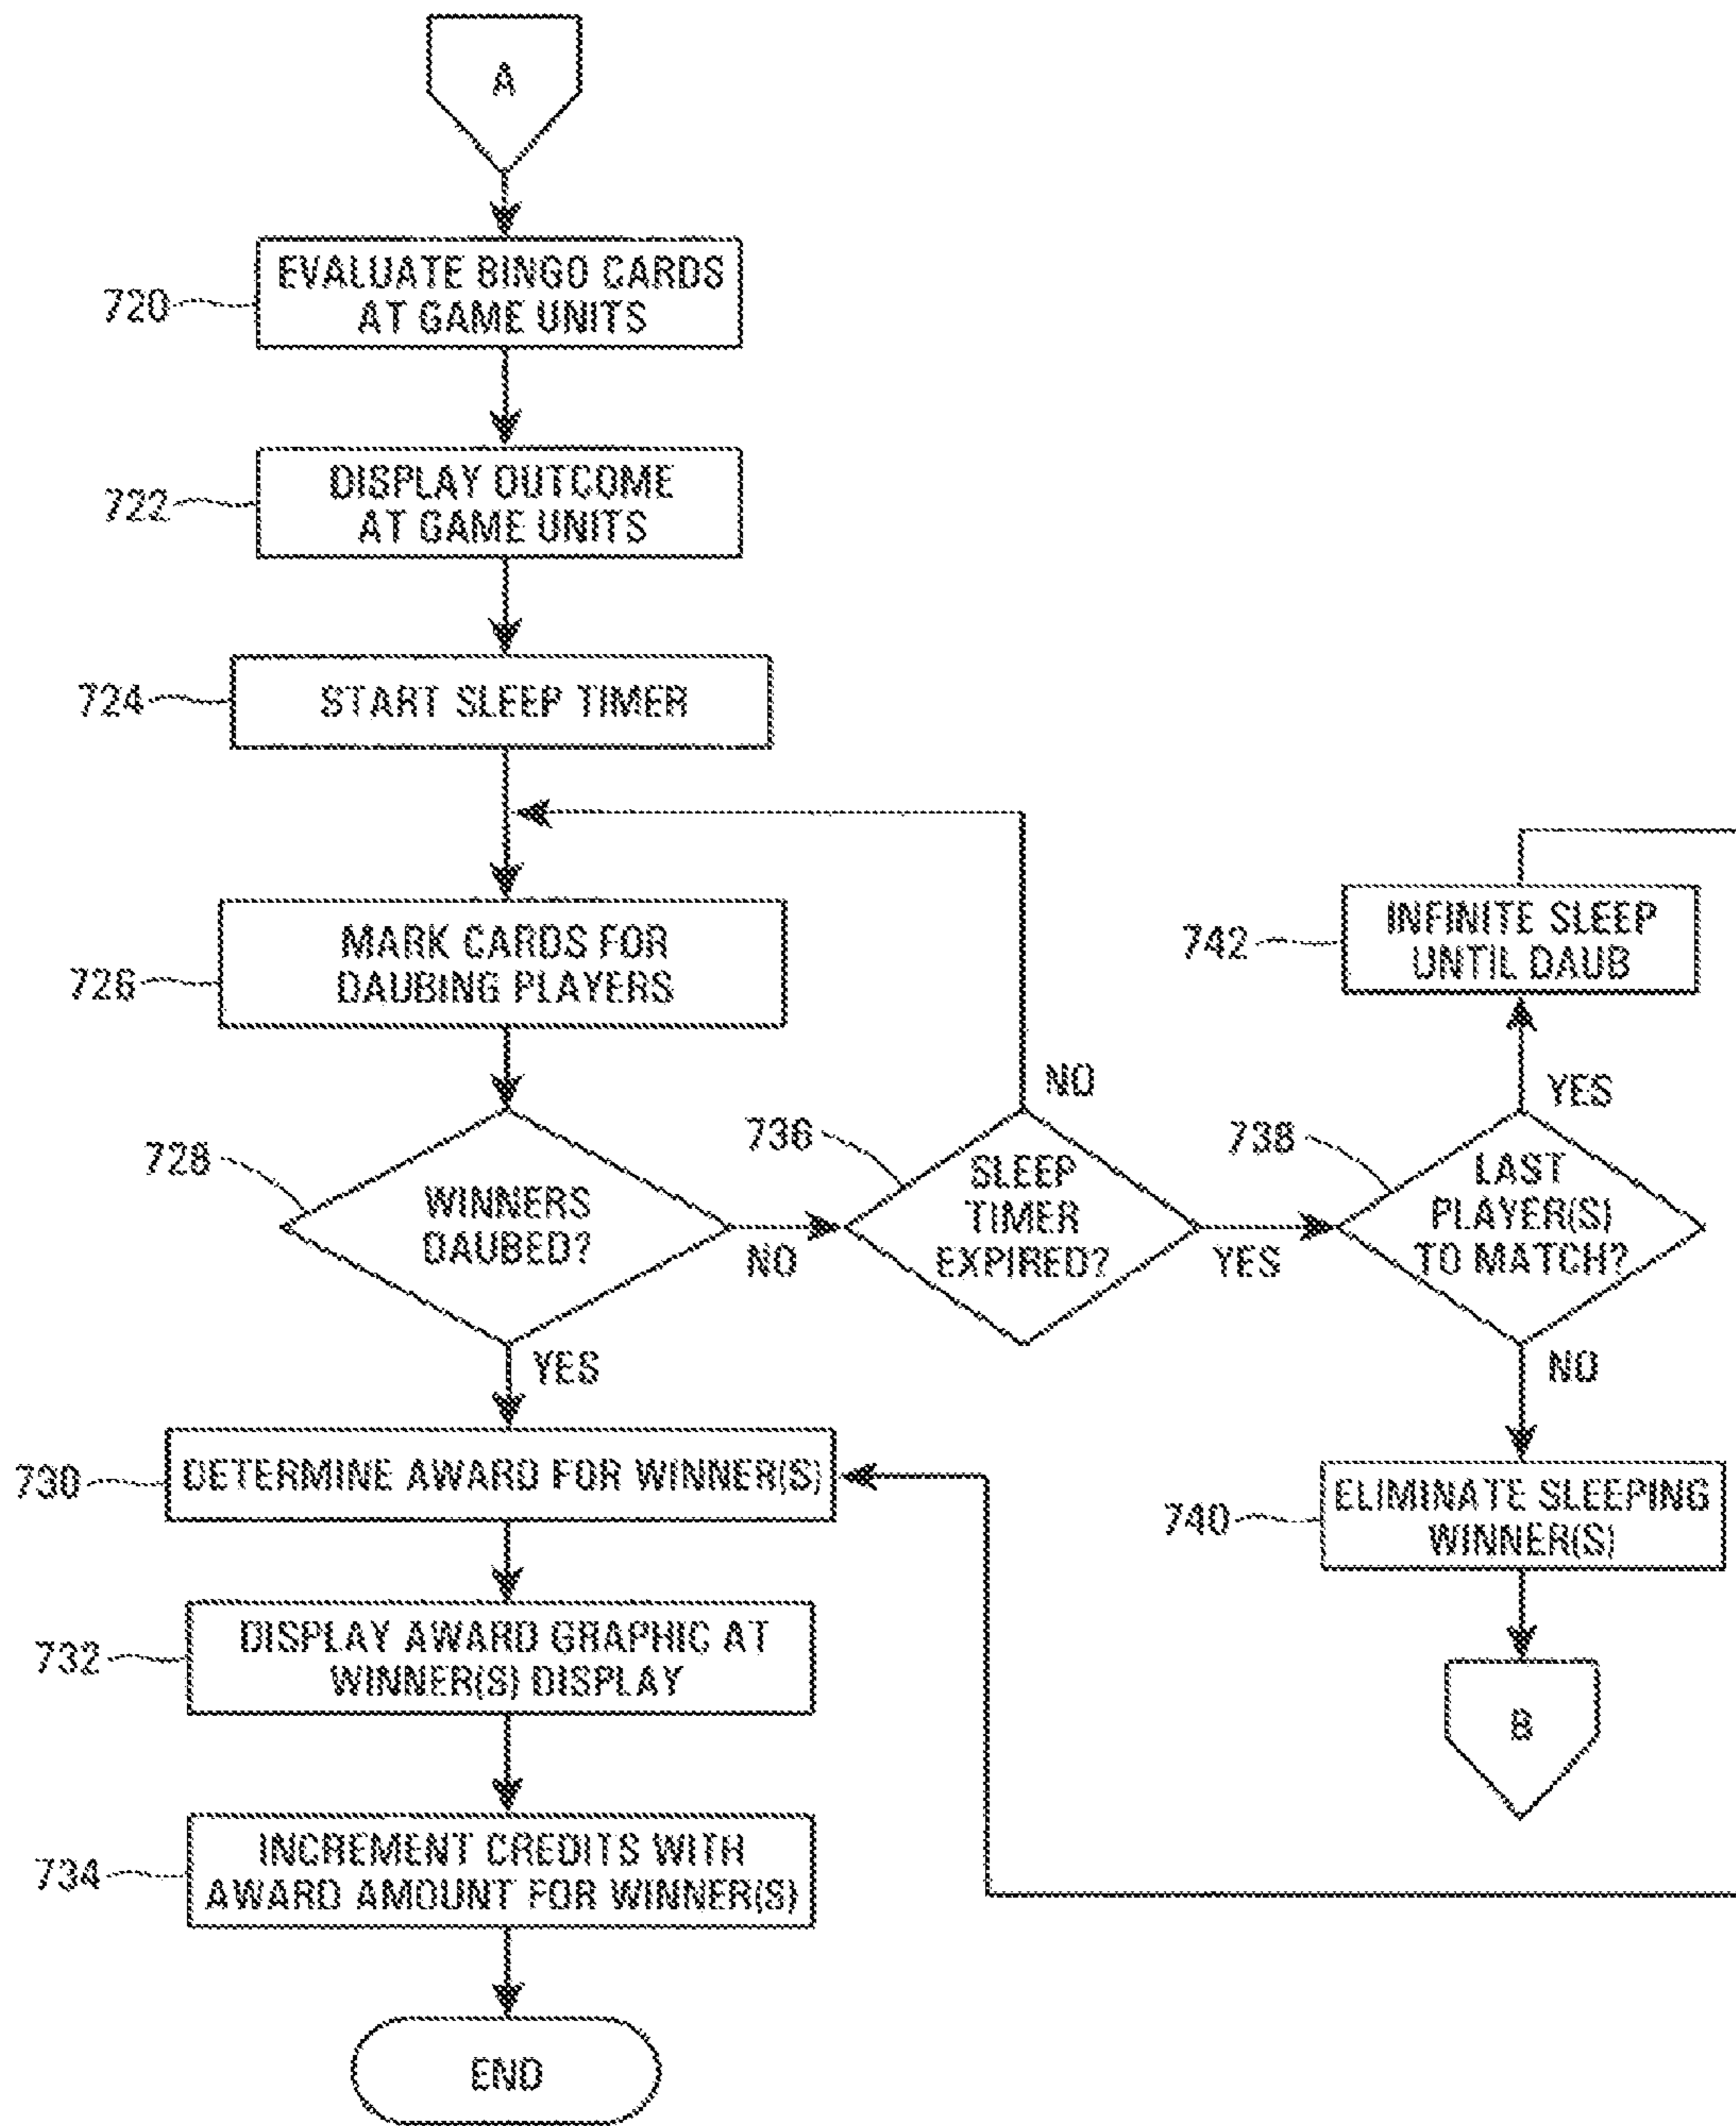 A
720
EVALUATE BINGO CARDS
AT GAME UNITS
722
DISPLAY OUTCOME
AT GAME UNITS
724
START SLEEP TIMER
726
MARK CARDS FOR
DAUBING PLAYERS
728
WINNERS
DAUBED?
NO
YES
736
SLEEP
TIMER
EXPIRED?
NO
YES
738
LAST
PLAYER(S)
TO MATCH?
YES
NO
742
INFINITE SLEEP
UNTIL DAUB
740
ELIMINATE SLEEPING
WINNER(S)
B
730
DETERMINE AWARD FOR WINNER(S)
732
DISPLAY AWARD GRAPHIC AT
WINNER(S) DISPLAY
734
INCREMENT CREDITS WITH
AWARD AMOUNT FOR WINNER(S)
END